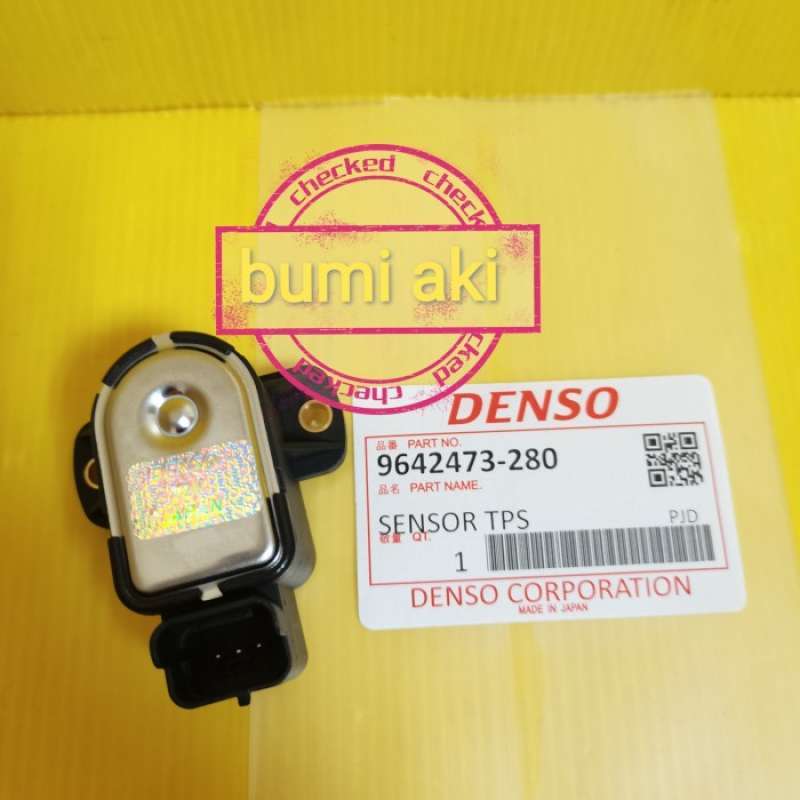 checked checked
bumi aki
checked
checked
DENSO
品番 PART NO.
9642473-280
品名 PART NAME.
SENSOR TPS
PJD
数量 QT.
1
DENSO CORPORATION
MADE IN JAPAN